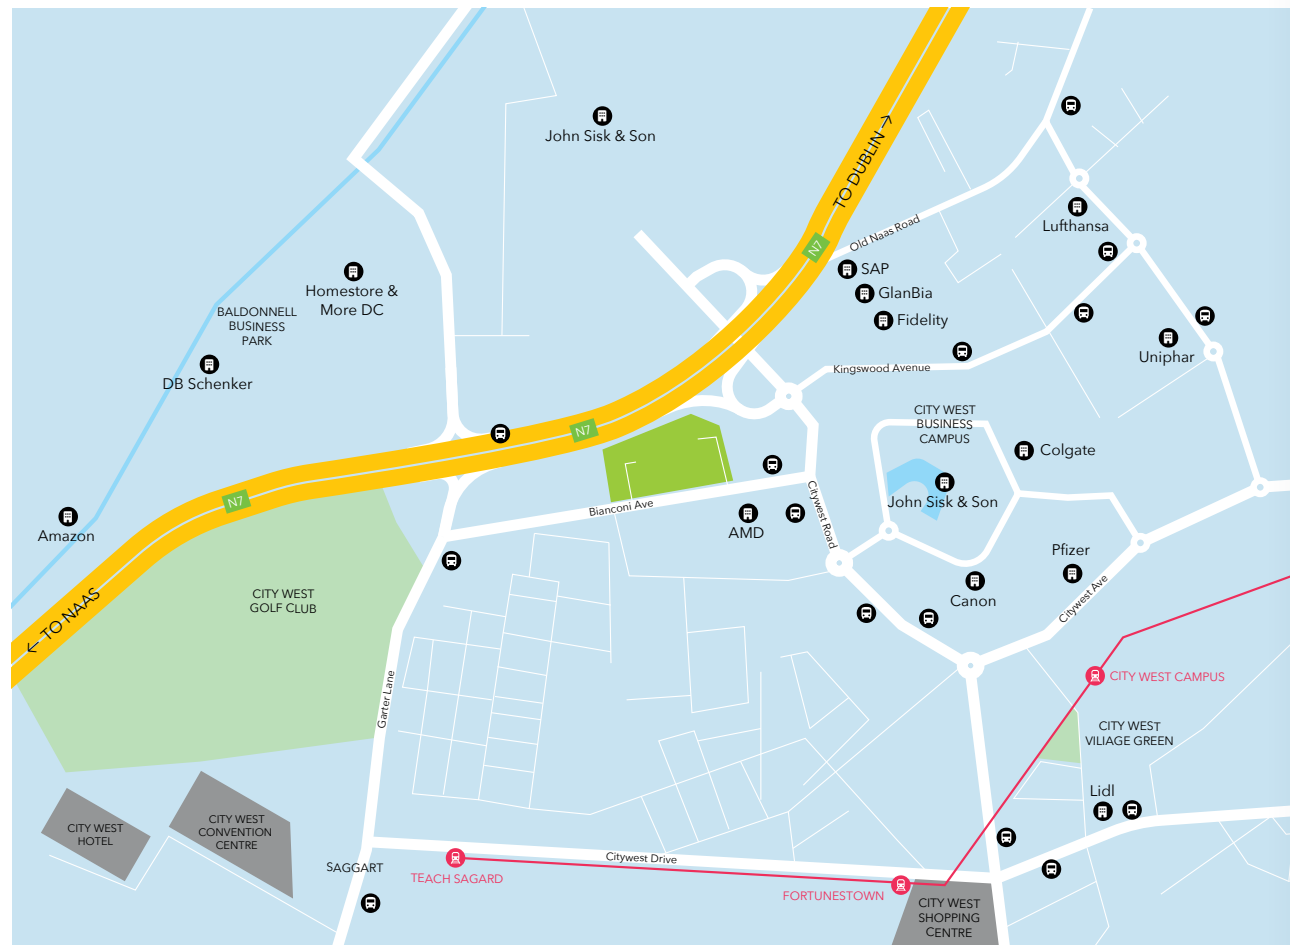 John Sisk & Son
TO DUBLIN →
Old Naas Road
Lufthansa
N7
SAP
GlanBia
Fidelity
Homestore &
More DC
BALDONNELL
BUSINESS
PARK
DB Schenker
Uniphar
Kingswood Avenue
CITY WEST
BUSINESS
CAMPUS
N7
Colgate
N7
John Sisk & Son
Bianconi Ave
Citywest Road
AMD
Amazon
Pfizer
Canon
Citywest Ave
CITY WEST
GOLF CLUB
← TO NAAS
Garter Lane
CITY WEST CAMPUS
CITY WEST
VILIAGE GREEN
Lidl
CITY WEST
HOTEL
CITY WEST
CONVENTION
CENTRE
SAGGART
Citywest Drive
TEACH SAGARD
FORTUNESTOWN
CITY WEST
SHOPPING
CENTRE